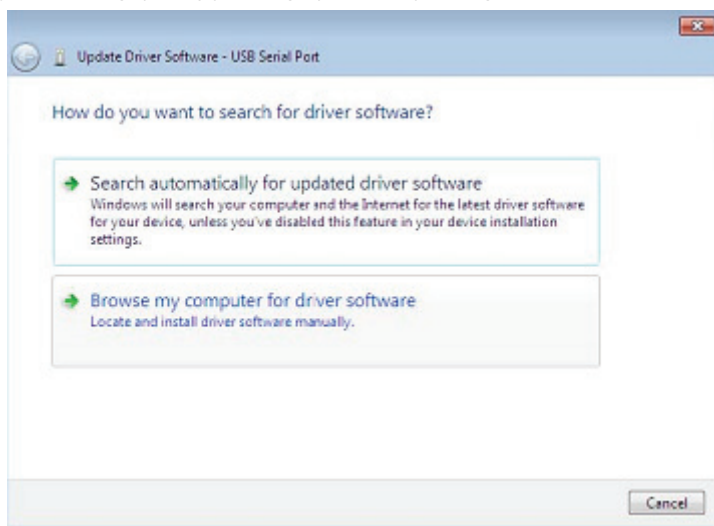 Update Driver Software - USB Serial Port
How do you want to search for driver software?
Search automatically for updated driver software
Windows will search your computer and the Internet for the latest driver software
for your device, unless you've disabled this feature in your device installation
settings.
Browse my computer for driver software
Locate and install driver software manually.
Cancel